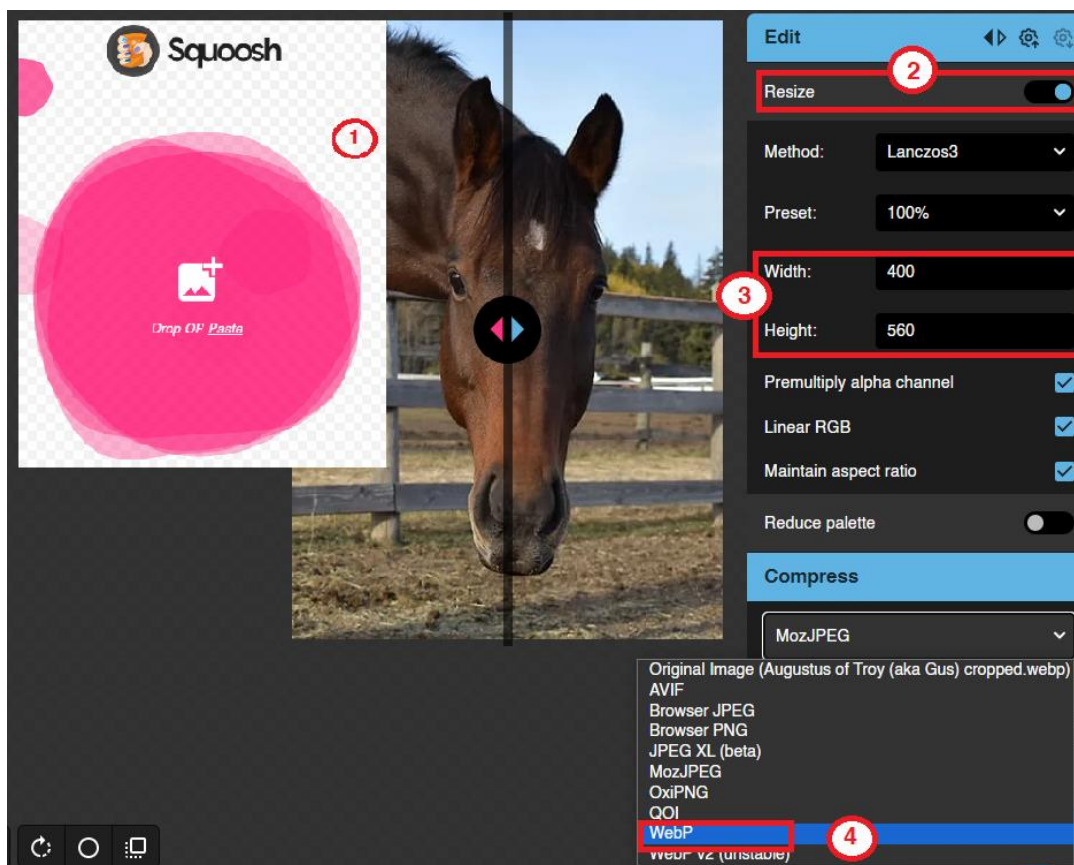 Squoosh
1
Drop OR Paste
Edit
2
Resize
Method:
Lanczos3
Preset:
100%
3
Width:
400
Height:
560
Premultiply alpha channel
Linear RGB
Maintain aspect ratio
Reduce palette
Compress
MozJPEG
Original Image (Augustus of Troy (aka Gus) cropped.webp)
AVIF
Browser JPEG
Browser PNG
JPEG XL (beta)
MozJPEG
OxiPNG
QOI
WebP
4
WebP v2 (unstable)